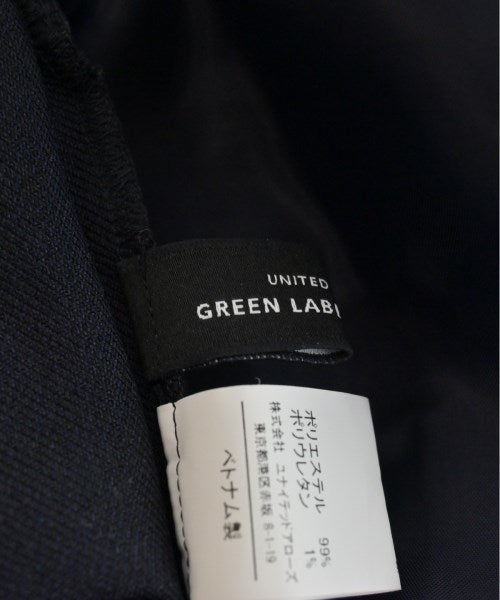 UNITED
GREEN LAB
ポリエステル 99%
ポリウレタン 1%
株式会社 ユナイテッドアローズ
東京都港区赤坂 8-1-19
ベトナム製